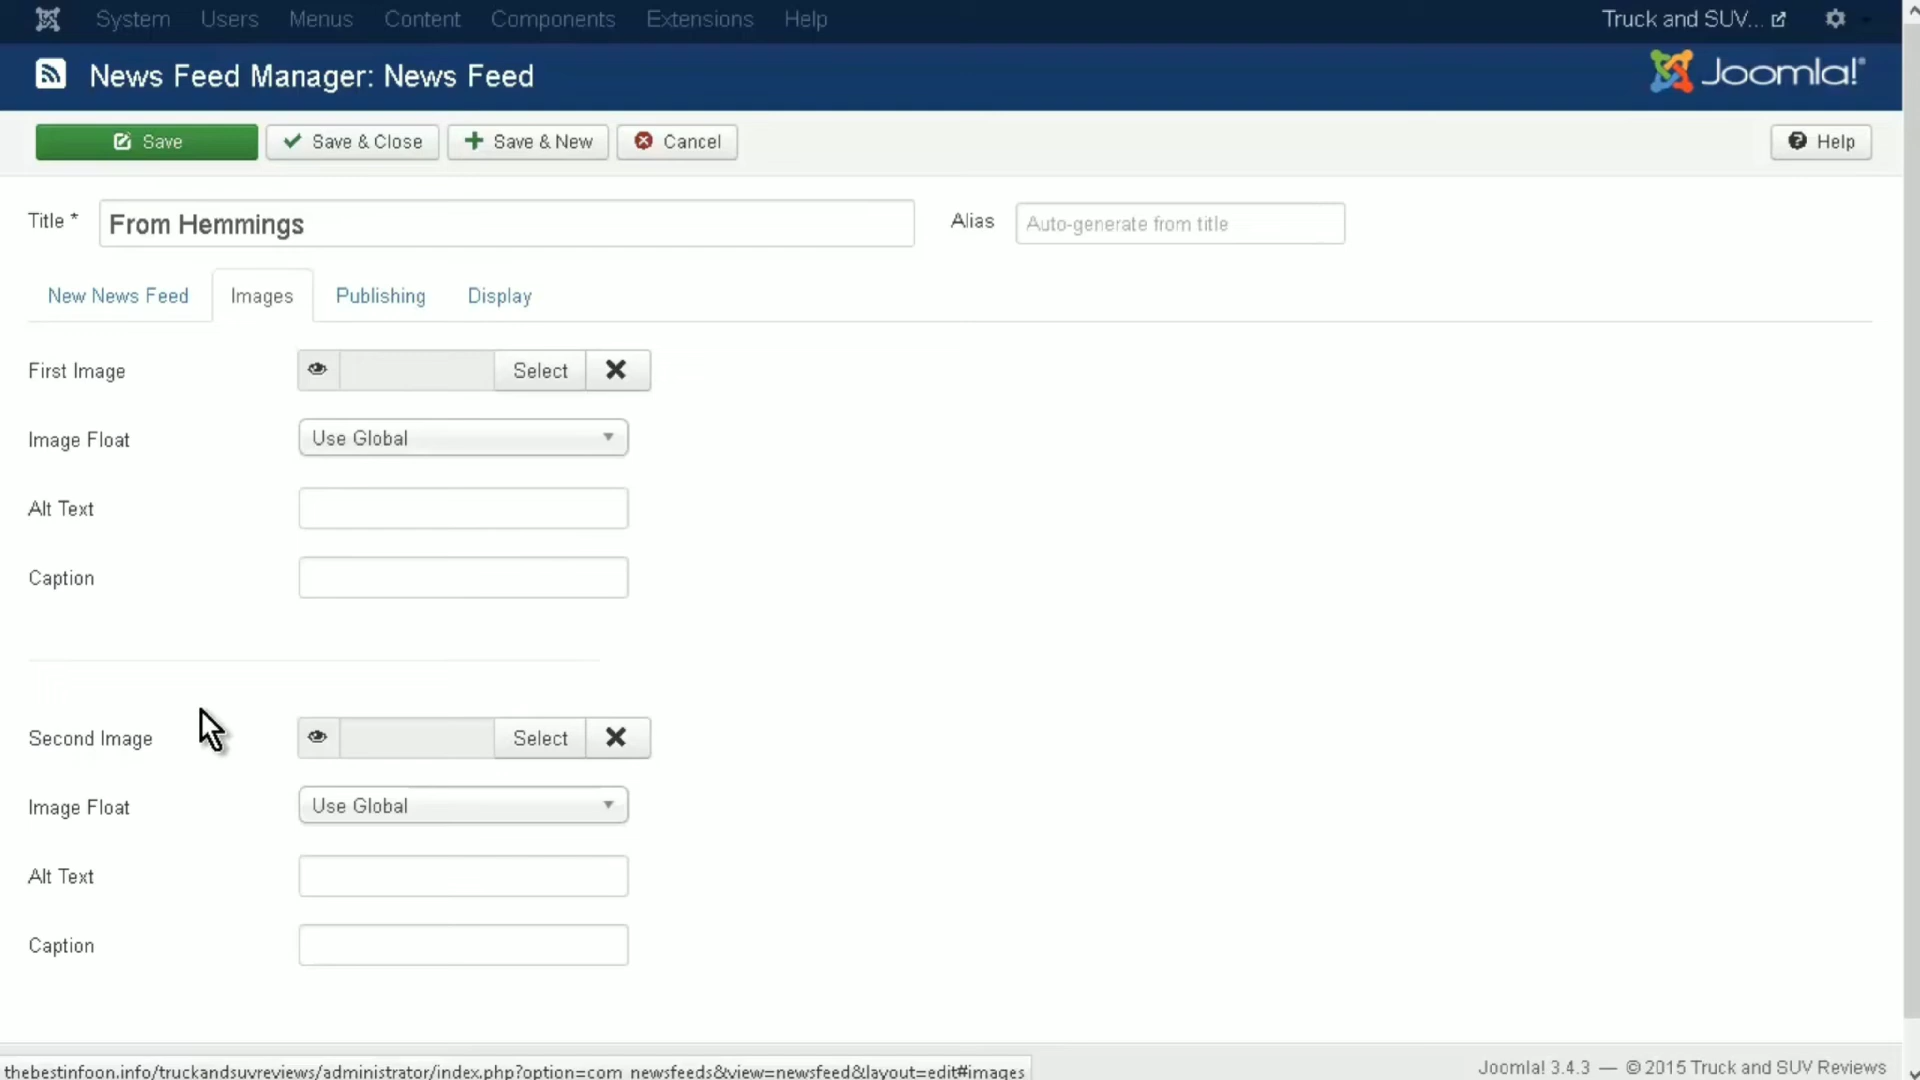 System Users Menus Content Components Extensions Help Truck and SUV...
News Feed Manager: News Feed Joomla!®
Save Save & Close Save & New Cancel Help
Title * From Hemmings Alias Auto-generate from title
New News Feed Images Publishing Display
First Image Select
Image Float Use Global
Alt Text
Caption
Second Image Select
Image Float Use Global
Alt Text
Caption
thebestinfoon.info/truckandsuvreviews/administrator/index.php?option=com_newsfeeds&view=newsfeed&layout=edit#images Joomla! 3.4.3 — © 2015 Truck and SUV Reviews